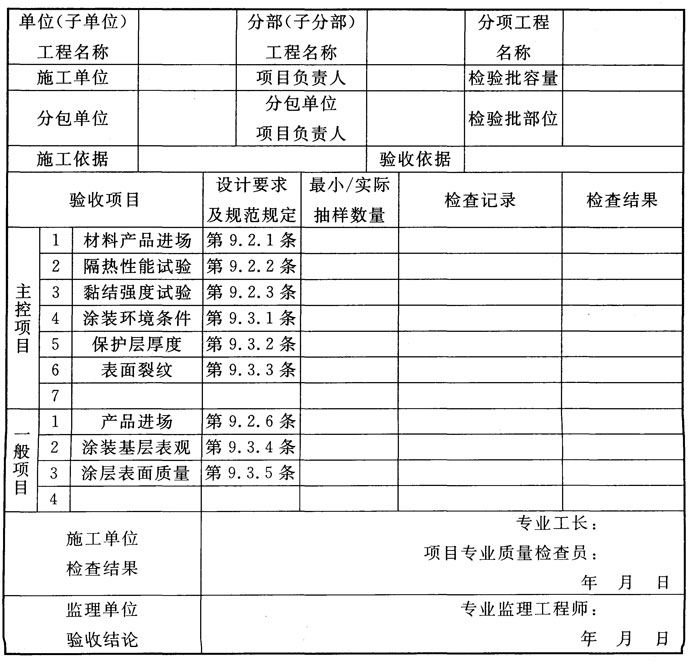 单位(子单位) 分部(子分部) 分项工程
工程名称 工程名称 名称
施工单位 项目负责人 检验批容量
分包单位 分包单位 项目负责人 检验批部位
施工依据 验收依据
验收项目 设计要求及规范规定 最小/实际抽样数量 检查记录 检查结果
主控项目
1 材料产品进场 第9.2.1条
2 隔热性能试验 第9.2.2条
3 黏结强度试验 第9.2.3条
4 涂装环境条件 第9.3.1条
5 保护层厚度 第9.3.2条
6 表面裂纹 第9.3.3条
7
一般项目
1 产品进场 第9.2.6条
2 涂装基层表观 第9.3.4条
3 涂层表面质量 第9.3.5条
4
施工单位
检查结果
专业工长：
项目专业质量检查员：
年 月 日
监理单位
验收结论
专业监理工程师：
年 月 日